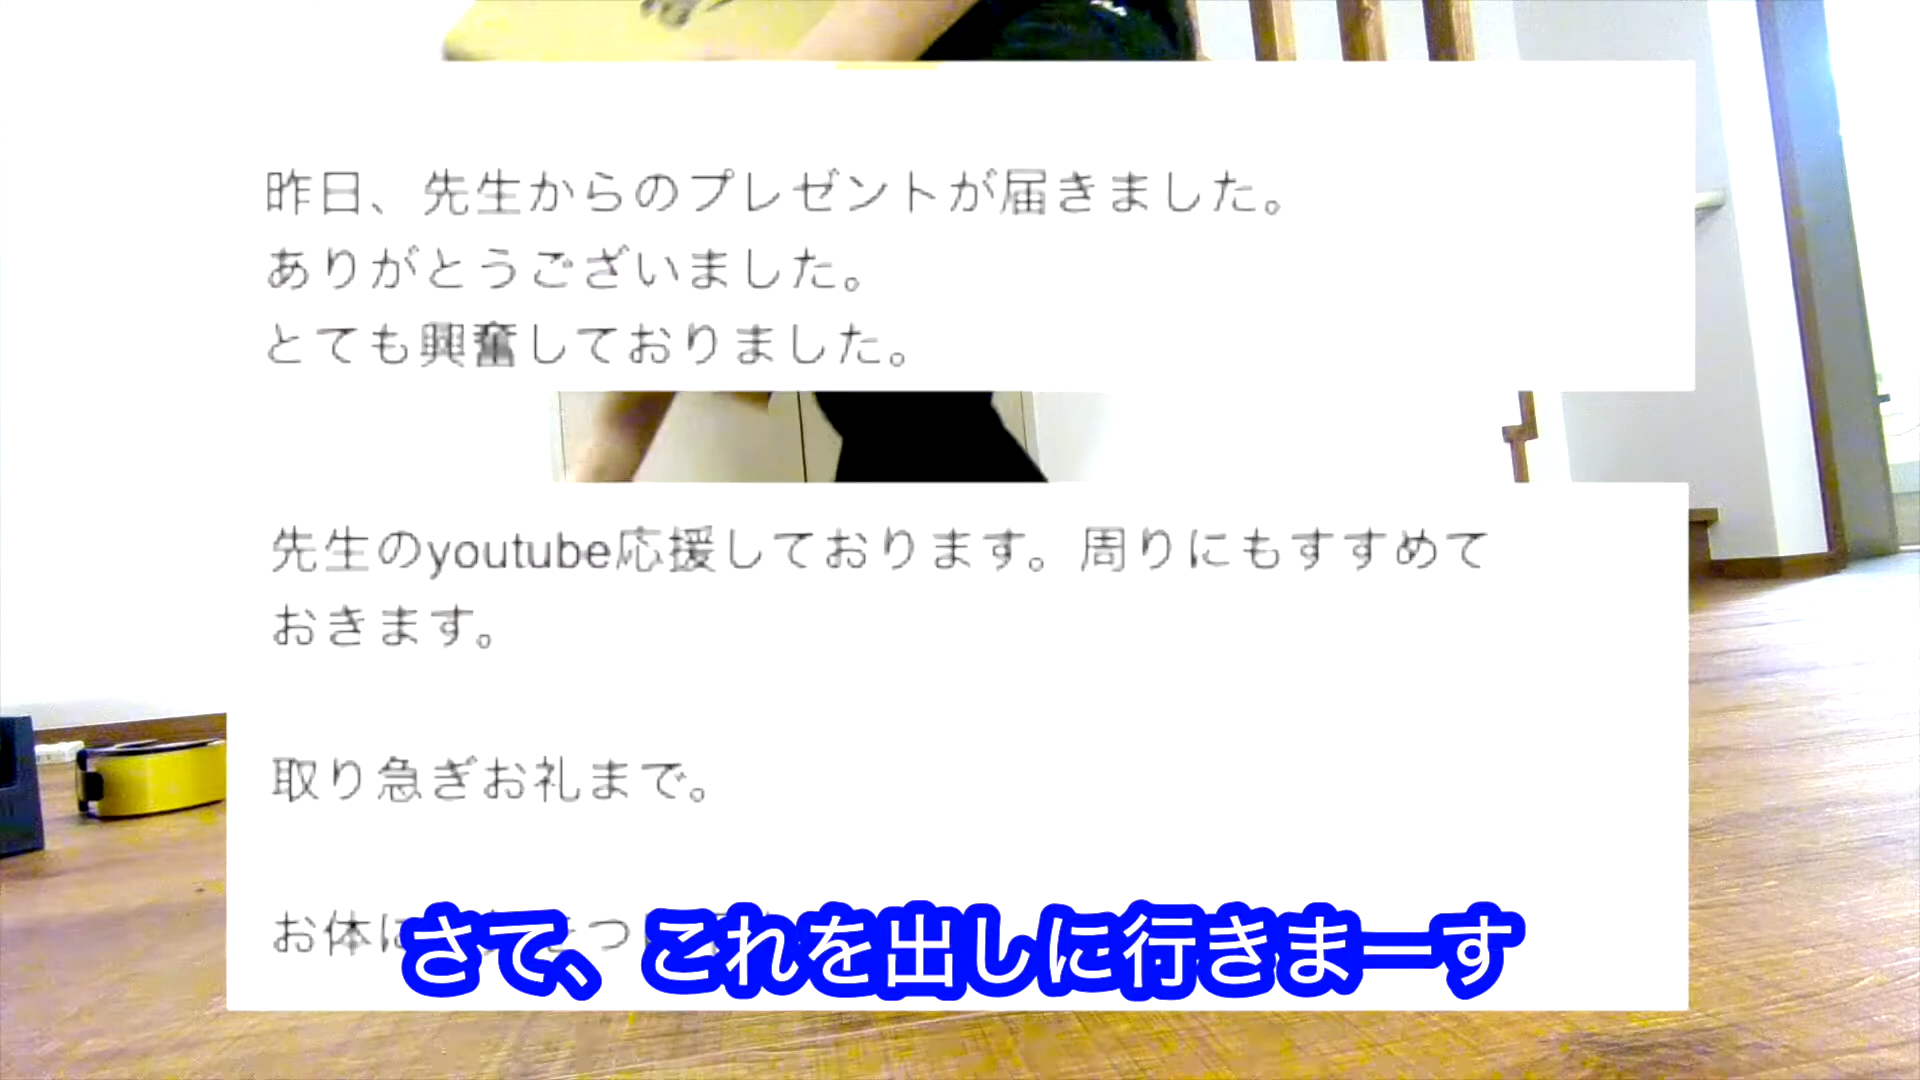 昨日、先生からのプレゼントが届きました。
ありがとうございました。
とても興奮しておりました。
先生のyoutube応援しております。周りにもすすめて
おきます。
取り急ぎお礼まで。
お体に
さて、これを出しに行きまーす